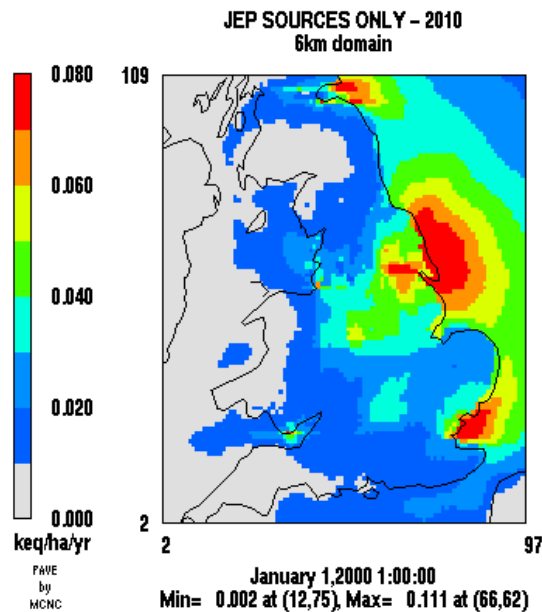 JEP SOURCES ONLY – 2010
6km domain
0.080
0.060
0.040
0.020
0.000
keq/ha/yr
PAVE
by
MCNC
109
2
2
97
January 1,2000 1:00:00
Min=  0.002 at (12,75), Max=  0.111 at (66,62)